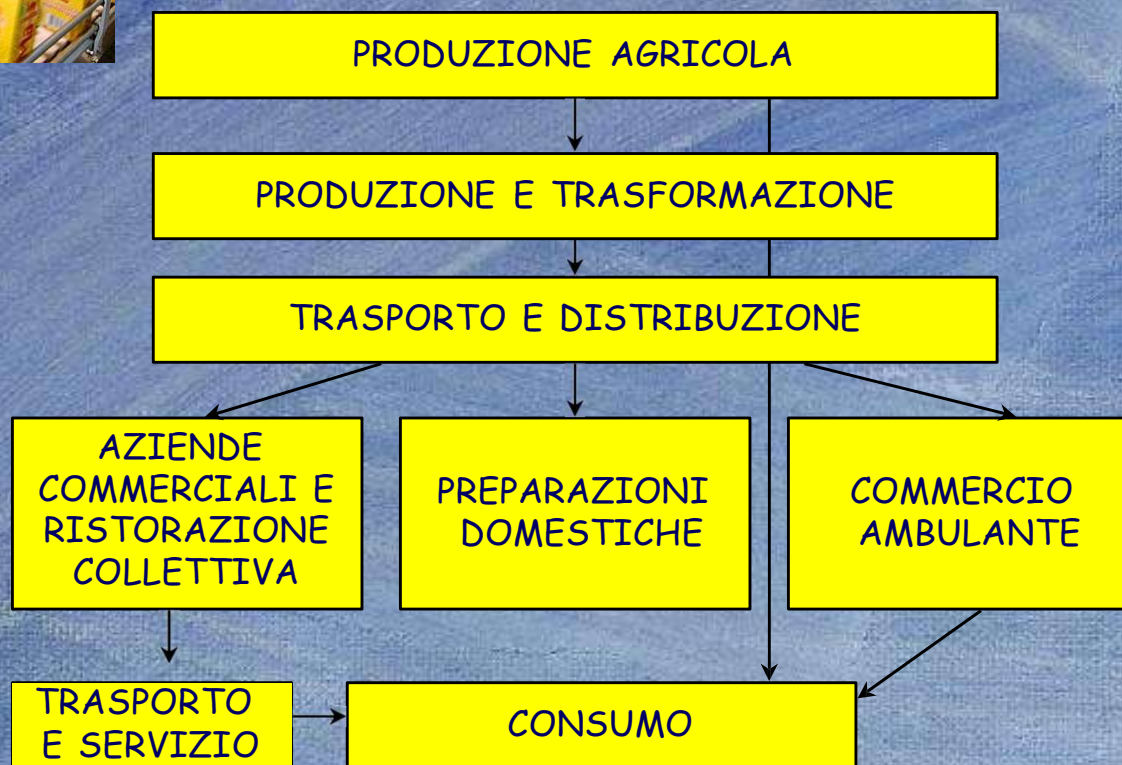 PRODUZIONE AGRICOLA
PRODUZIONE E TRASFORMAZIONE
TRASPORTO E DISTRIBUZIONE
AZIENDE
COMMERCIALI E
RISTORAZIONE
COLLETTIVA
PREPARAZIONI
DOMESTICHE
COMMERCIO
AMBULANTE
TRASPORTO
E SERVIZIO
CONSUMO